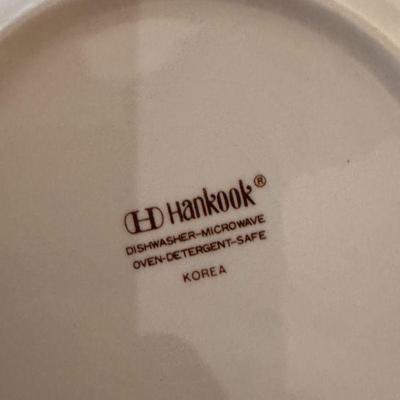 H Hankook®
DISHWASHER-MICROWAVE
OVEN-DETERGENT-SAFE
KOREA